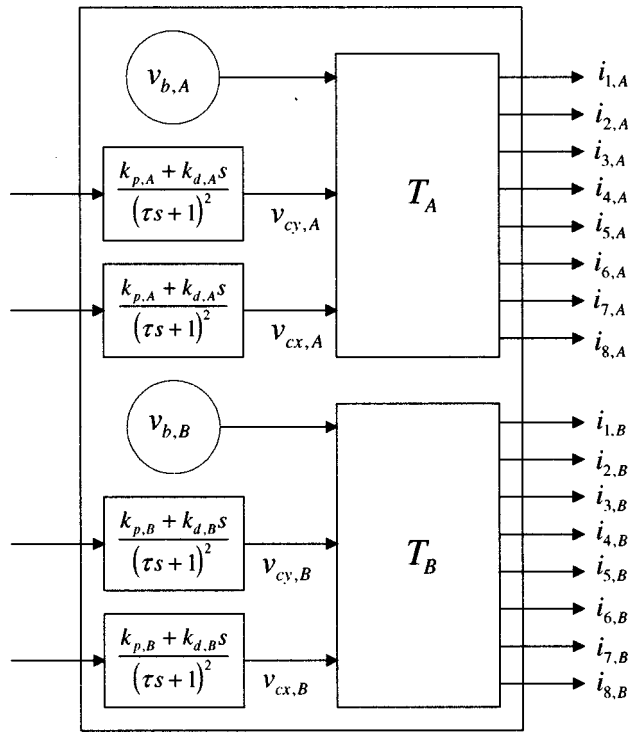 v_{b,A}
i_{1,A}
i_{2,A}
i_{3,A}
i_{4,A}
i_{5,A}
i_{6,A}
i_{7,A}
i_{8,A}
k_{p,A} + k_{d,A}s
(τs + 1)^2
v_{cy,A}
T_A
k_{p,A} + k_{d,A}s
(τs + 1)^2
v_{cx,A}
v_{b,B}
i_{1,B}
i_{2,B}
i_{3,B}
i_{4,B}
i_{5,B}
i_{6,B}
i_{7,B}
i_{8,B}
k_{p,B} + k_{d,B}s
(τs + 1)^2
v_{cy,B}
T_B
k_{p,B} + k_{d,B}s
(τs + 1)^2
v_{cx,B}